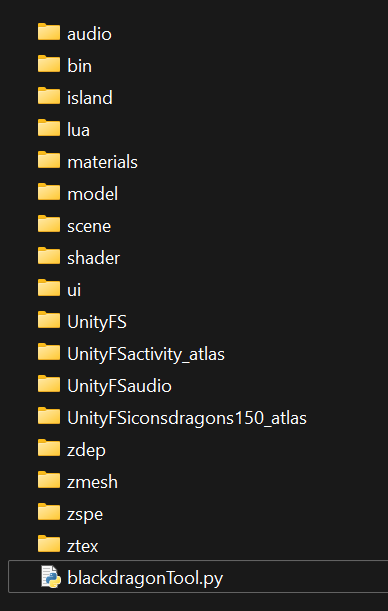 audio
bin
island
lua
materials
model
scene
shader
ui
UnityFS
UnityFSactivity_atlas
UnityFSaudio
UnityFSiconsdragons150_atlas
zdep
zmesh
zspe
ztex
blackdragonTool.py